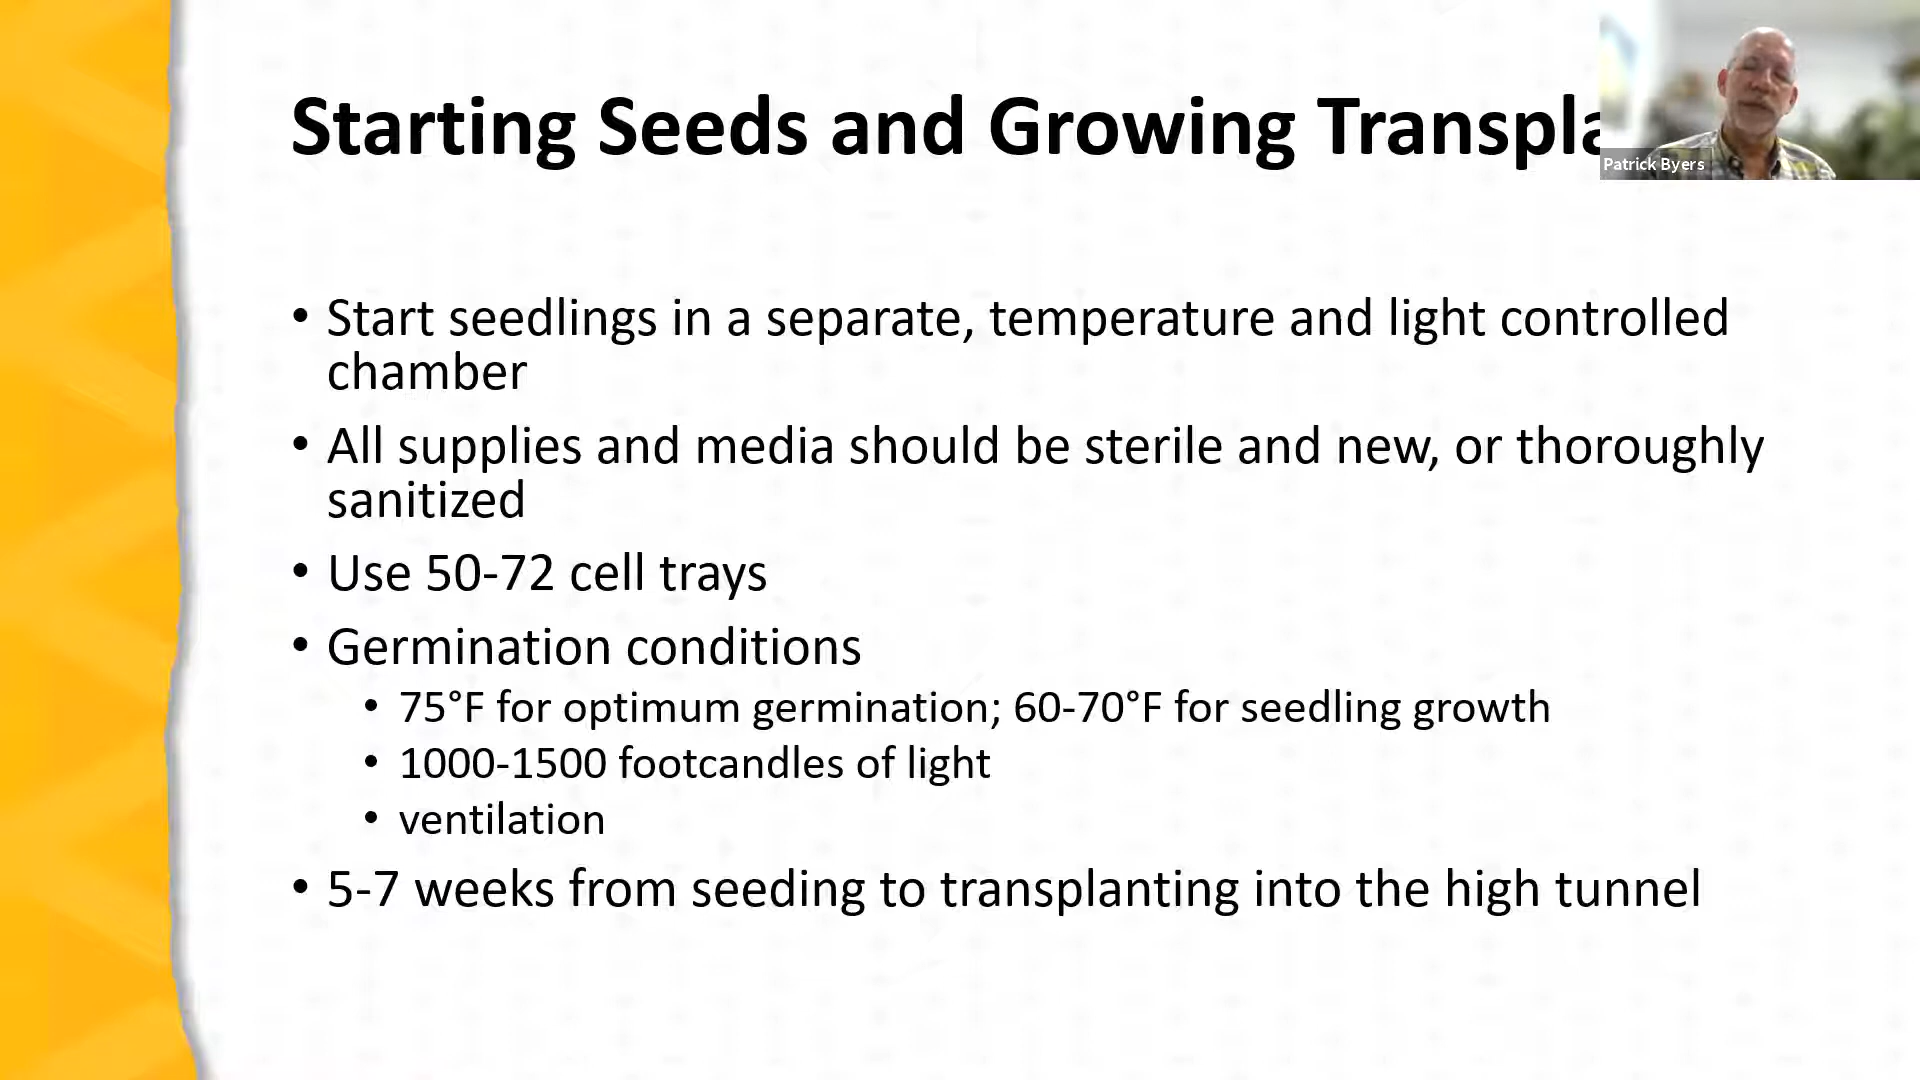 Starting Seeds and Growing Transpla
Patrick Byers
• Start seedlings in a separate, temperature and light controlled
chamber
• All supplies and media should be sterile and new, or thoroughly
sanitized
• Use 50-72 cell trays
• Germination conditions
• 75°F for optimum germination; 60-70°F for seedling growth
• 1000-1500 footcandles of light
• ventilation
• 5-7 weeks from seeding to transplanting into the high tunnel